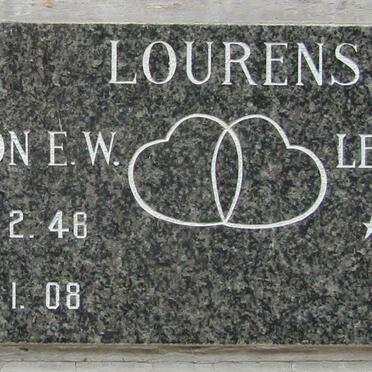 LOURENS
ON E.W. LE
2. 46
1. 08